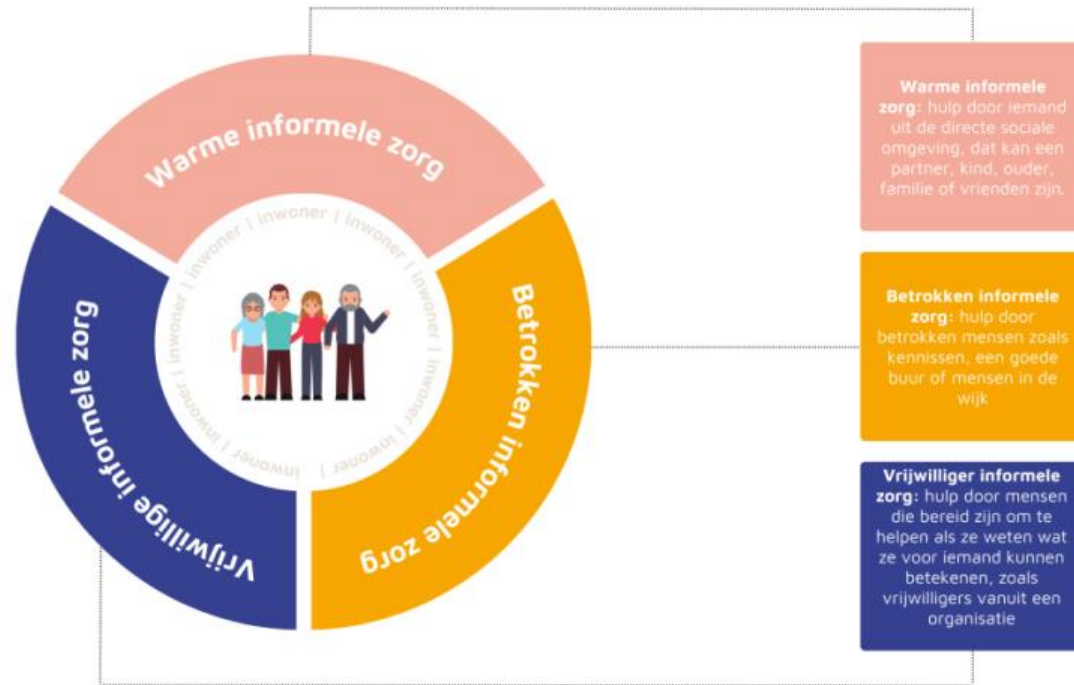 Warme informele zorg
Betrokken informele zorg
Vrijwillige informele zorg
inwoner | inwoner | inwoner | inwoner | inwoner | inwoner | inwoner | inwoner | inwoner | inwoner |
Warme informele
zorg: hulp door iemand
uit de directe sociale
omgeving, dat kan een
partner, kind, ouder,
familie of vrienden zijn.
Betrokken informele
zorg: hulp door
betrokken mensen zoals
kennissen, een goede
buur of mensen in de
wijk
Vrijwilliger informele
zorg: hulp door mensen
die bereid zijn om te
helpen als ze weten wat
ze voor iemand kunnen
betekenen, zoals
vrijwilligers vanuit een
organisatie